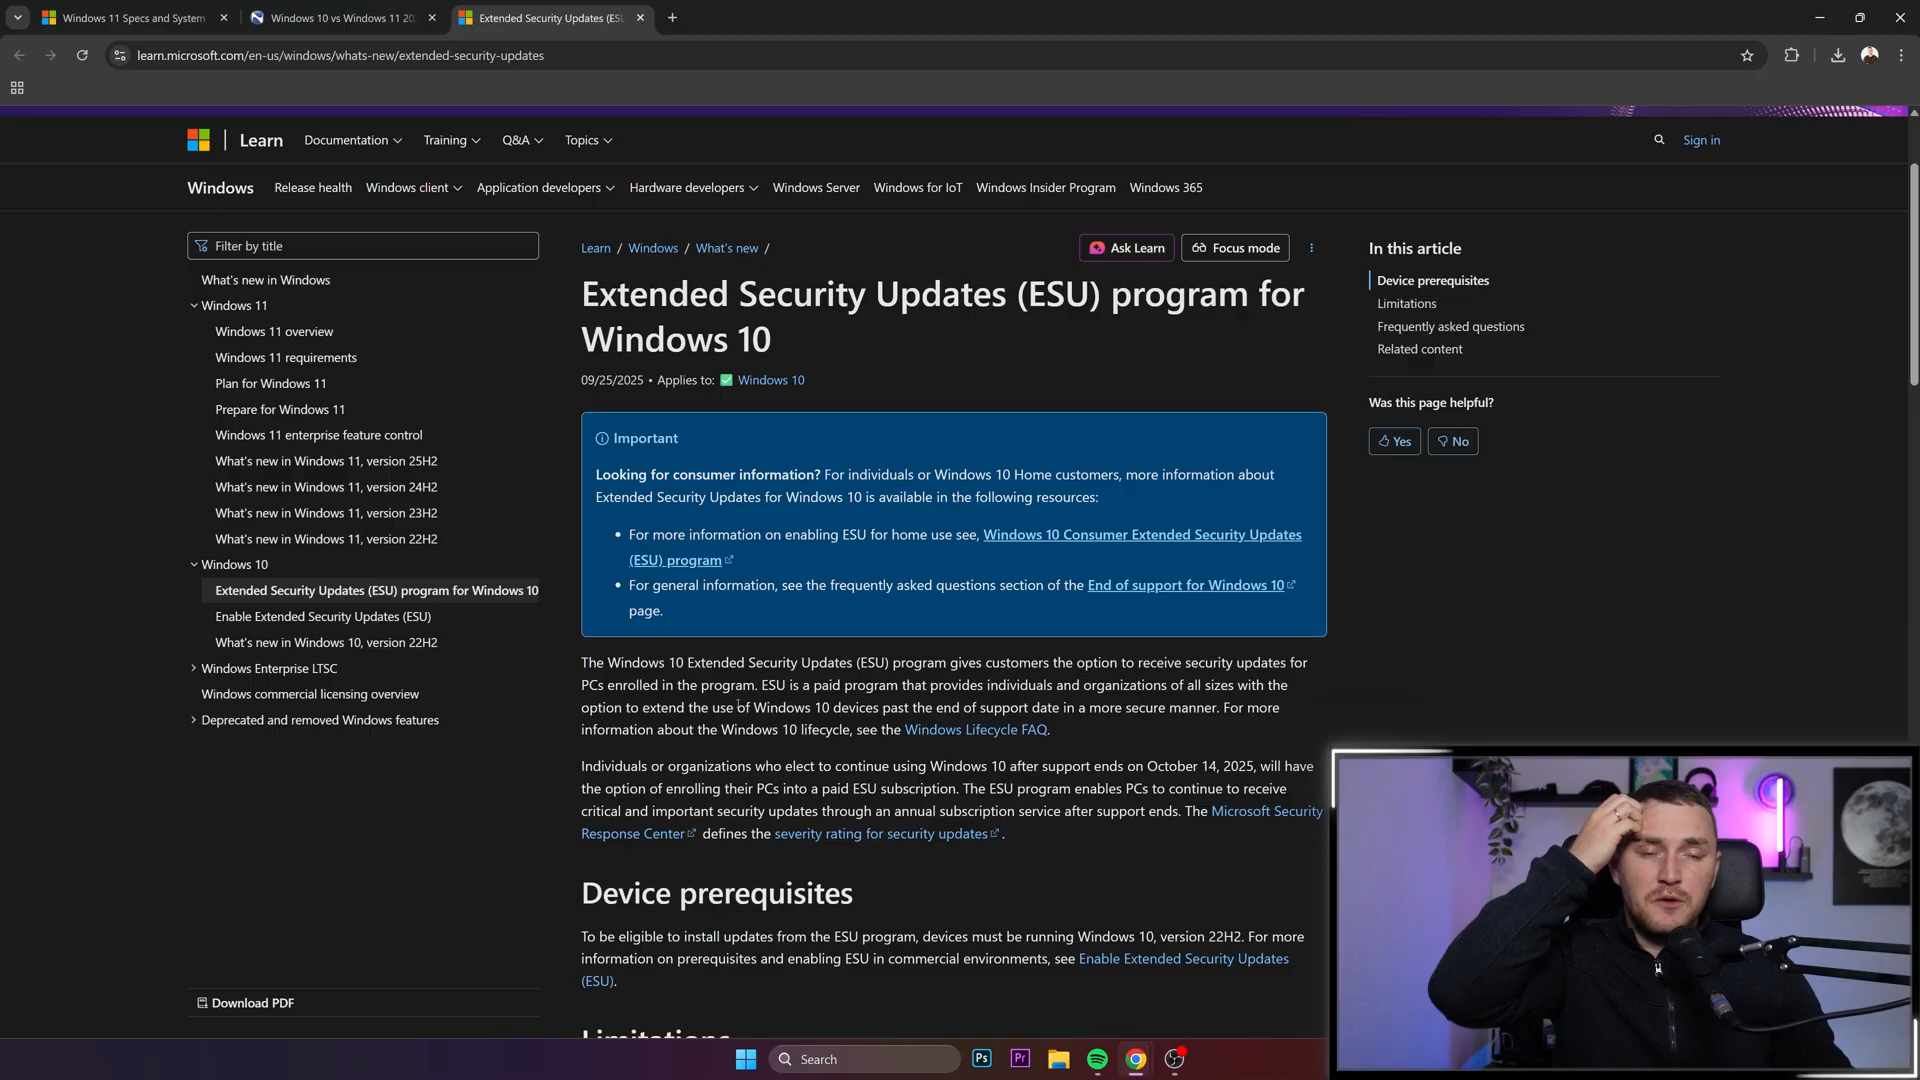 Windows 11 Specs and System
Windows 10 vs Windows 11 20
Extended Security Updates (ESU
learn.microsoft.com/en-us/windows/whats-new/extended-security-updates
Learn
Documentation
Training
Q&A
Topics
Sign in
Windows
Release health
Windows client
Application developers
Hardware developers
Windows Server
Windows for IoT
Windows Insider Program
Windows 365
Filter by title
What's new in Windows
Windows 11
Windows 11 overview
Windows 11 requirements
Plan for Windows 11
Prepare for Windows 11
Windows 11 enterprise feature control
What's new in Windows 11, version 25H2
What's new in Windows 11, version 24H2
What's new in Windows 11, version 23H2
What's new in Windows 11, version 22H2
Windows 10
Extended Security Updates (ESU) program for Windows 10
Enable Extended Security Updates (ESU)
What's new in Windows 10, version 22H2
Windows Enterprise LTSC
Windows commercial licensing overview
Deprecated and removed Windows features
Download PDF
Learn / Windows / What's new /
Ask Learn
Focus mode
Extended Security Updates (ESU) program for
Windows 10
09/25/2025 • Applies to: ✅ Windows 10
Important
Looking for consumer information? For individuals or Windows 10 Home customers, more information about
Extended Security Updates for Windows 10 is available in the following resources:
• For more information on enabling ESU for home use see, Windows 10 Consumer Extended Security Updates
(ESU) program
• For general information, see the frequently asked questions section of the End of support for Windows 10
page.
The Windows 10 Extended Security Updates (ESU) program gives customers the option to receive security updates for
PCs enrolled in the program. ESU is a paid program that provides individuals and organizations of all sizes with the
option to extend the use of Windows 10 devices past the end of support date in a more secure manner. For more
information about the Windows 10 lifecycle, see the Windows Lifecycle FAQ.
Individuals or organizations who elect to continue using Windows 10 after support ends on October 14, 2025, will have
the option of enrolling their PCs into a paid ESU subscription. The ESU program enables PCs to continue to receive
critical and important security updates through an annual subscription service after support ends. The Microsoft Security
Response Center defines the severity rating for security updates.
Device prerequisites
To be eligible to install updates from the ESU program, devices must be running Windows 10, version 22H2. For more
information on prerequisites and enabling ESU in commercial environments, see Enable Extended Security Updates
(ESU).
Limitations
In this article
Device prerequisites
Limitations
Frequently asked questions
Related content
Was this page helpful?
Yes
No
Search
Ps
Pr